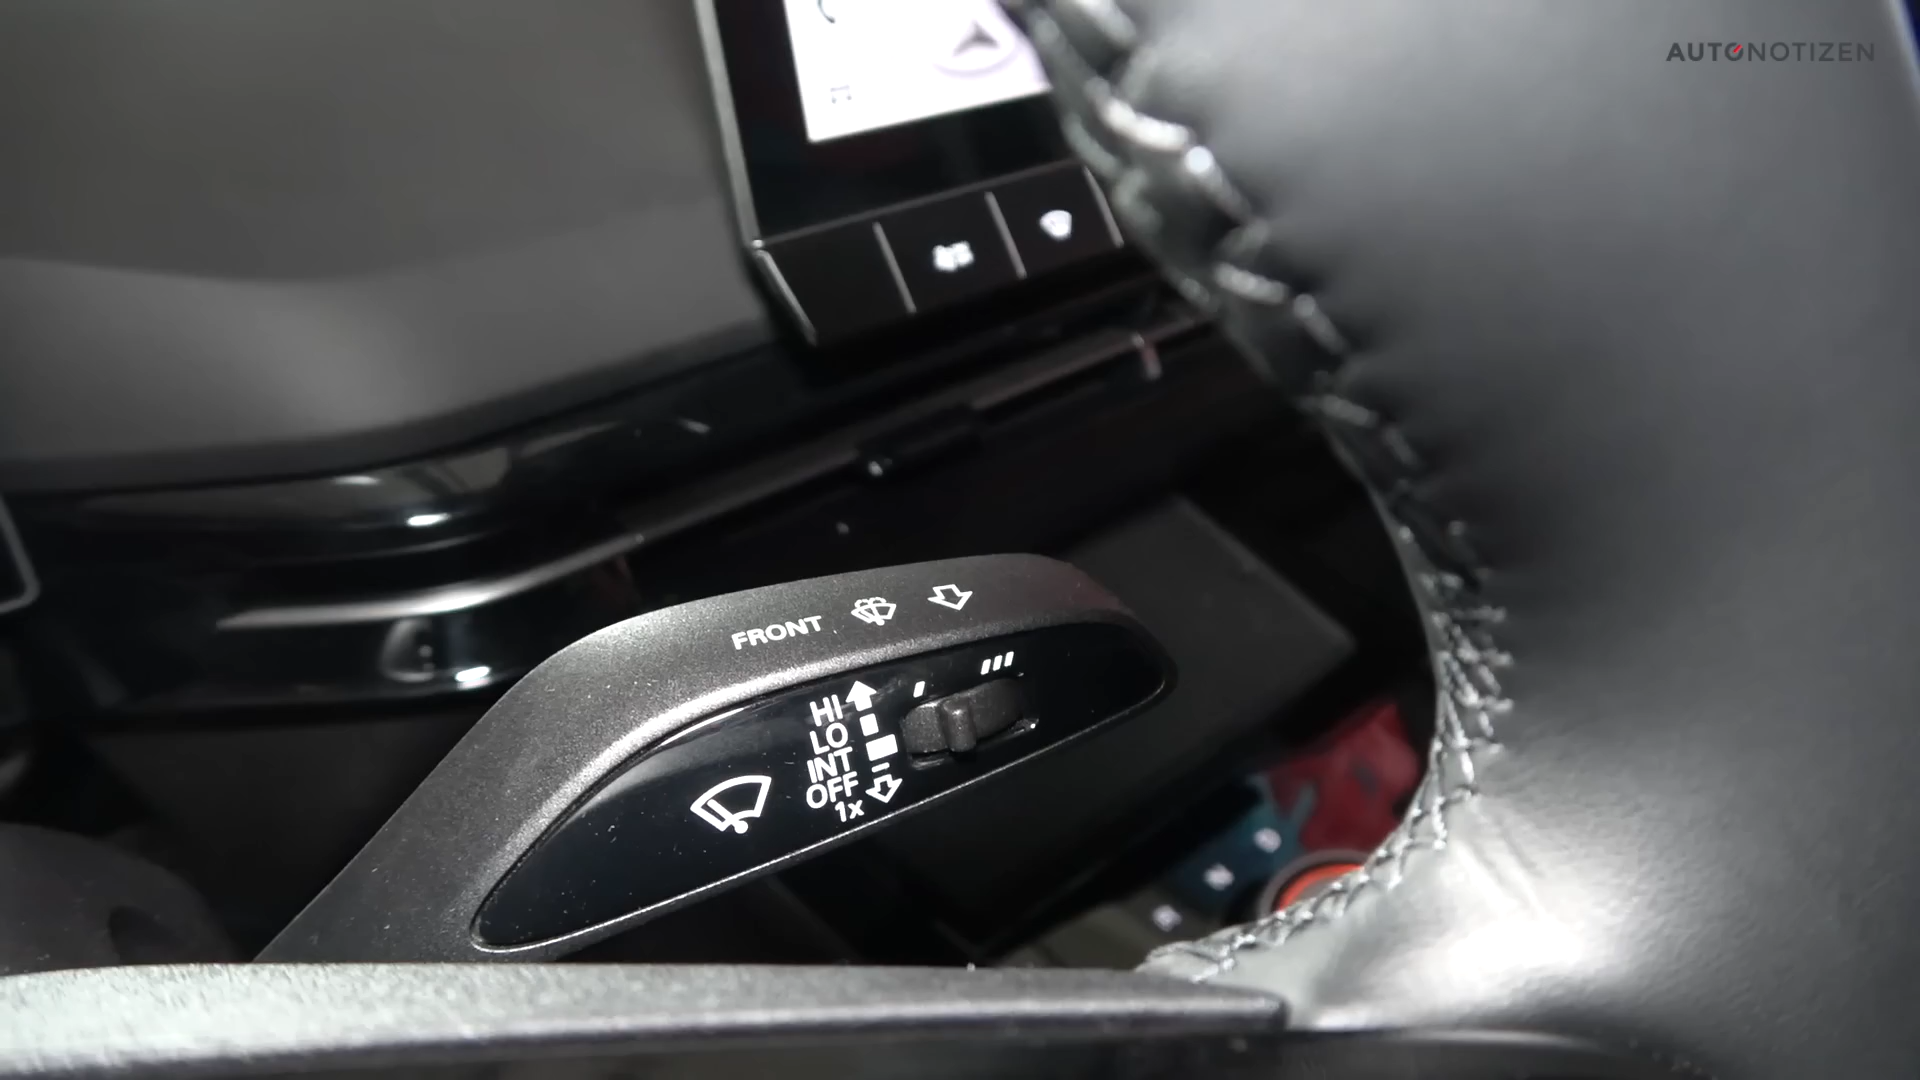 AUTONOTIZEN
FRONT
HI
LO
INT
OFF
1x